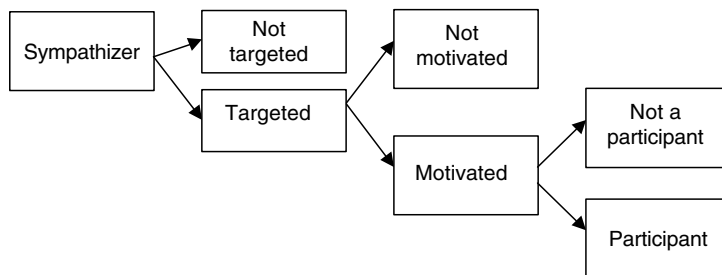 Sympathizer
Not
targeted
Targeted
Not
motivated
Motivated
Not a
participant
Participant